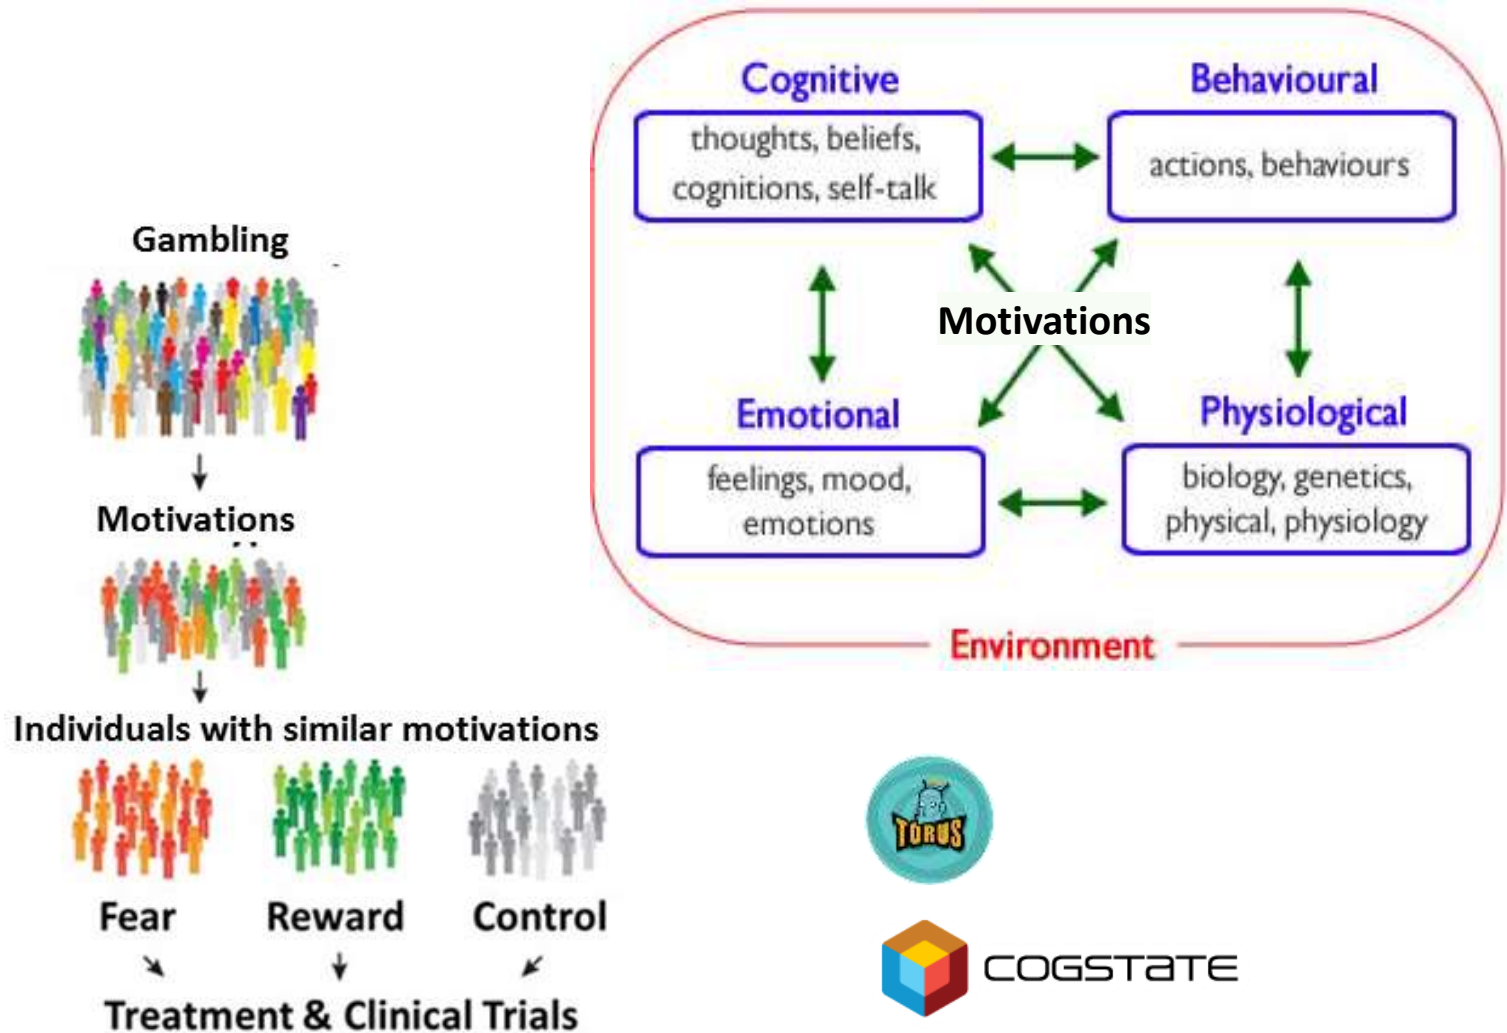 Gambling
Motivations
Individuals with similar motivations
Fear
Reward
Control
Treatment & Clinical Trials
Cognitive
thoughts, beliefs,
cognitions, self-talk
Behavioural
actions, behaviours
Motivations
Emotional
feelings, mood,
emotions
Physiological
biology, genetics,
physical, physiology
Environment
TORUS
COGSTaTE